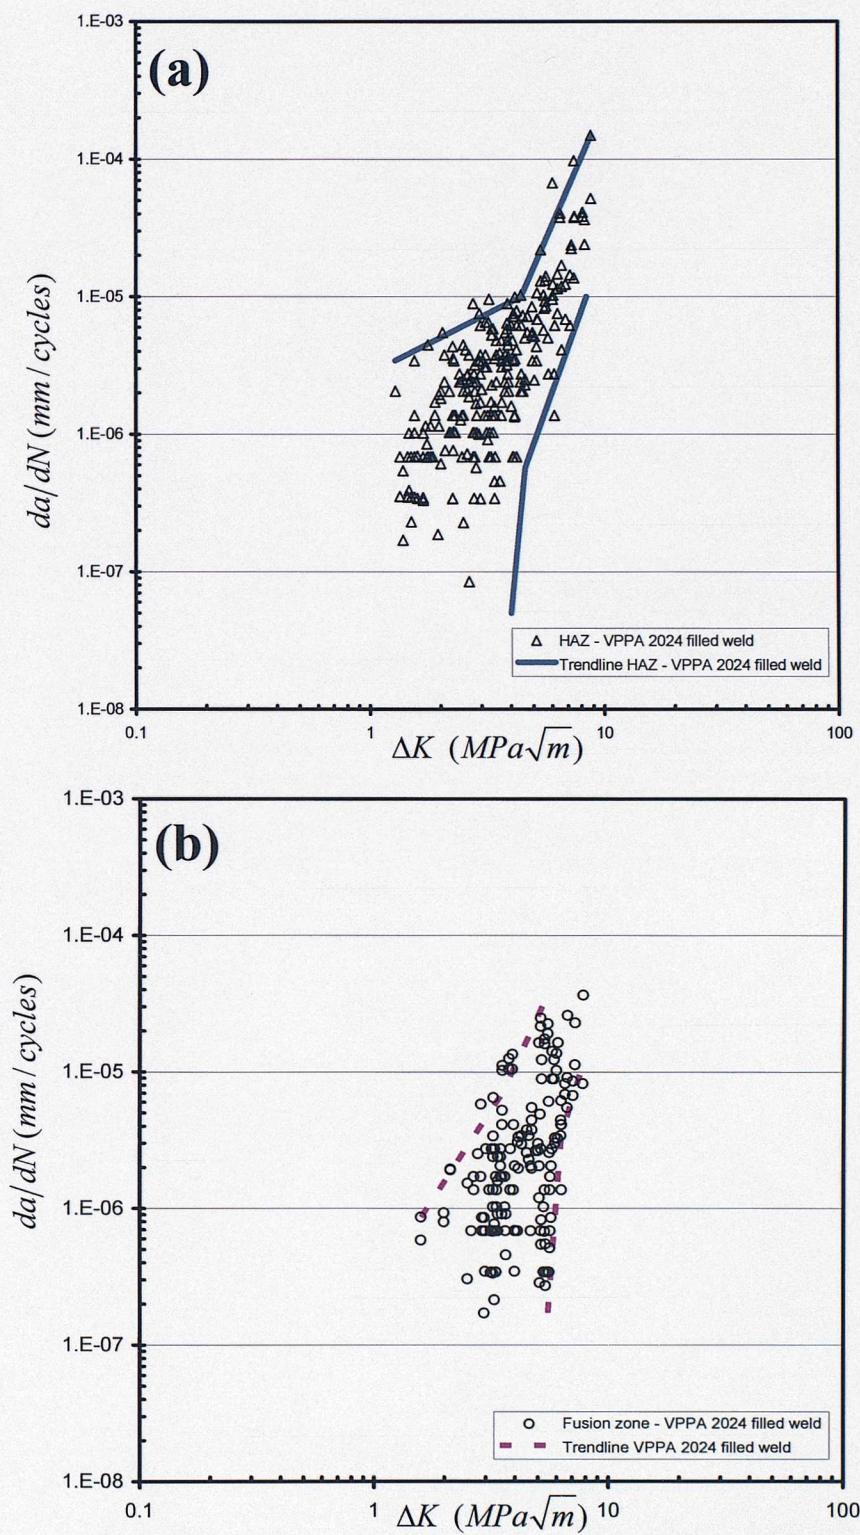 (a)
1.E-03
1.E-04
1.E-05
1.E-06
1.E-07
1.E-08
da/dN (mm/cycles)
HAZ - VPPA 2024 filled weld
Trendline HAZ - VPPA 2024 filled weld
0.1 1 10 100
ΔK (MPa√m)
(b)
1.E-03
1.E-04
1.E-05
1.E-06
1.E-07
1.E-08
da/dN (mm/cycles)
Fusion zone - VPPA 2024 filled weld
Trendline VPPA 2024 filled weld
0.1 1 10 100
ΔK (MPa√m)